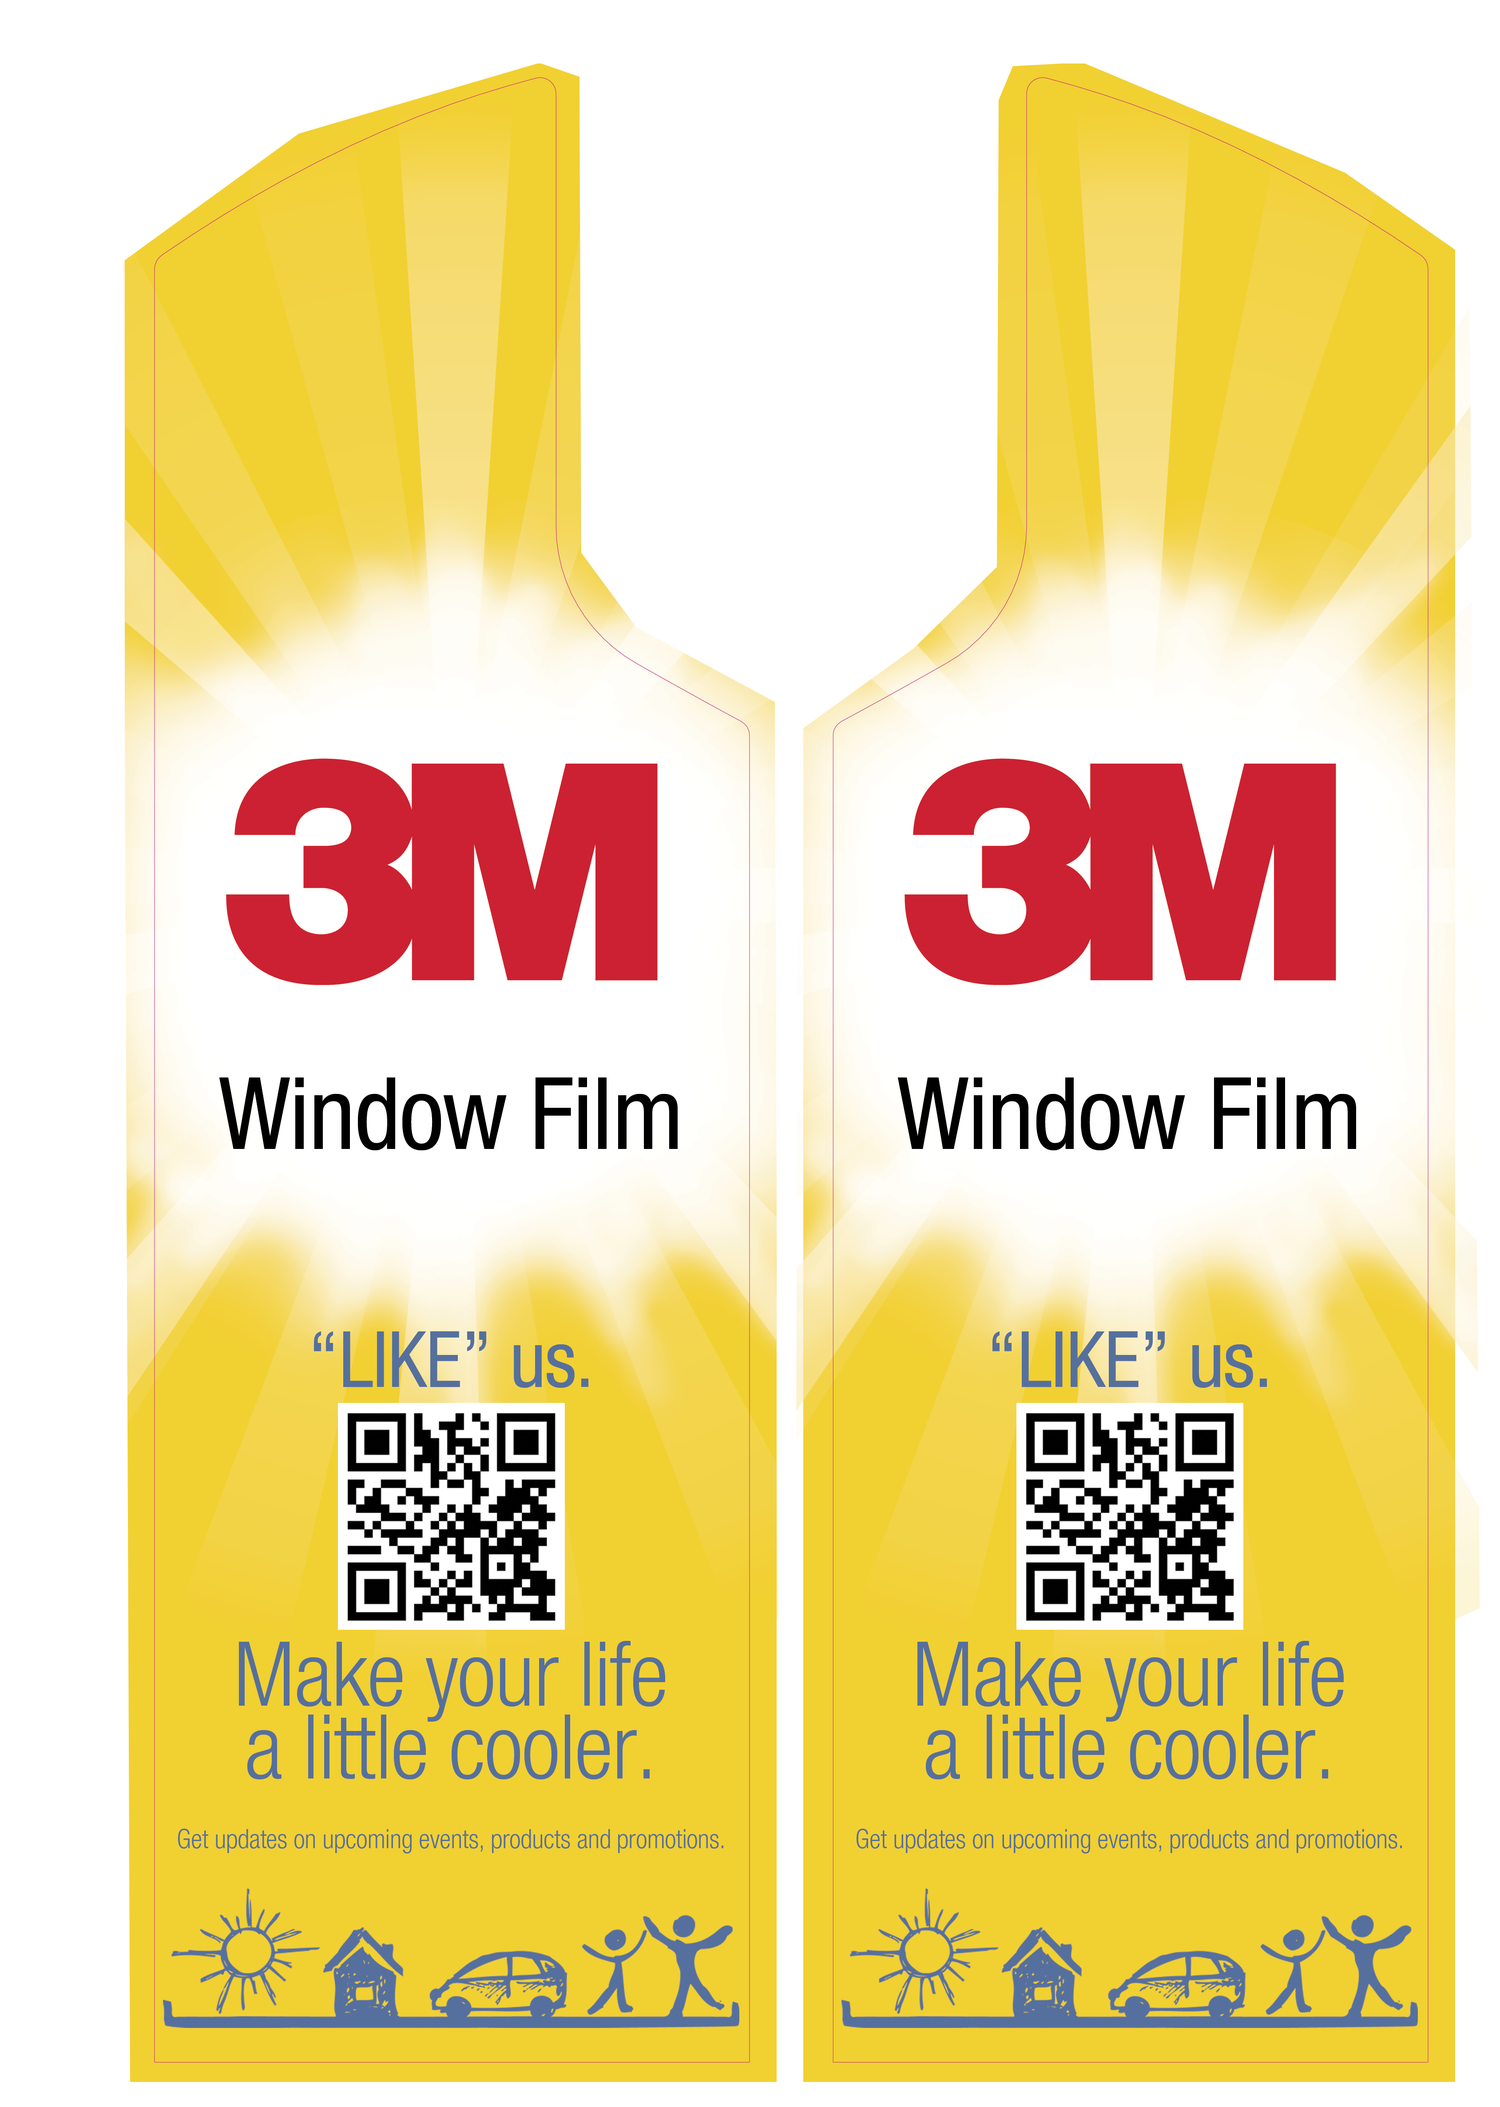 3M
Window Film
“LIKE” us.
Make your life
a little cooler.
Get updates on upcoming events, products and promotions.
3M
Window Film
“LIKE” us.
Make your life
a little cooler.
Get updates on upcoming events, products and promotions.